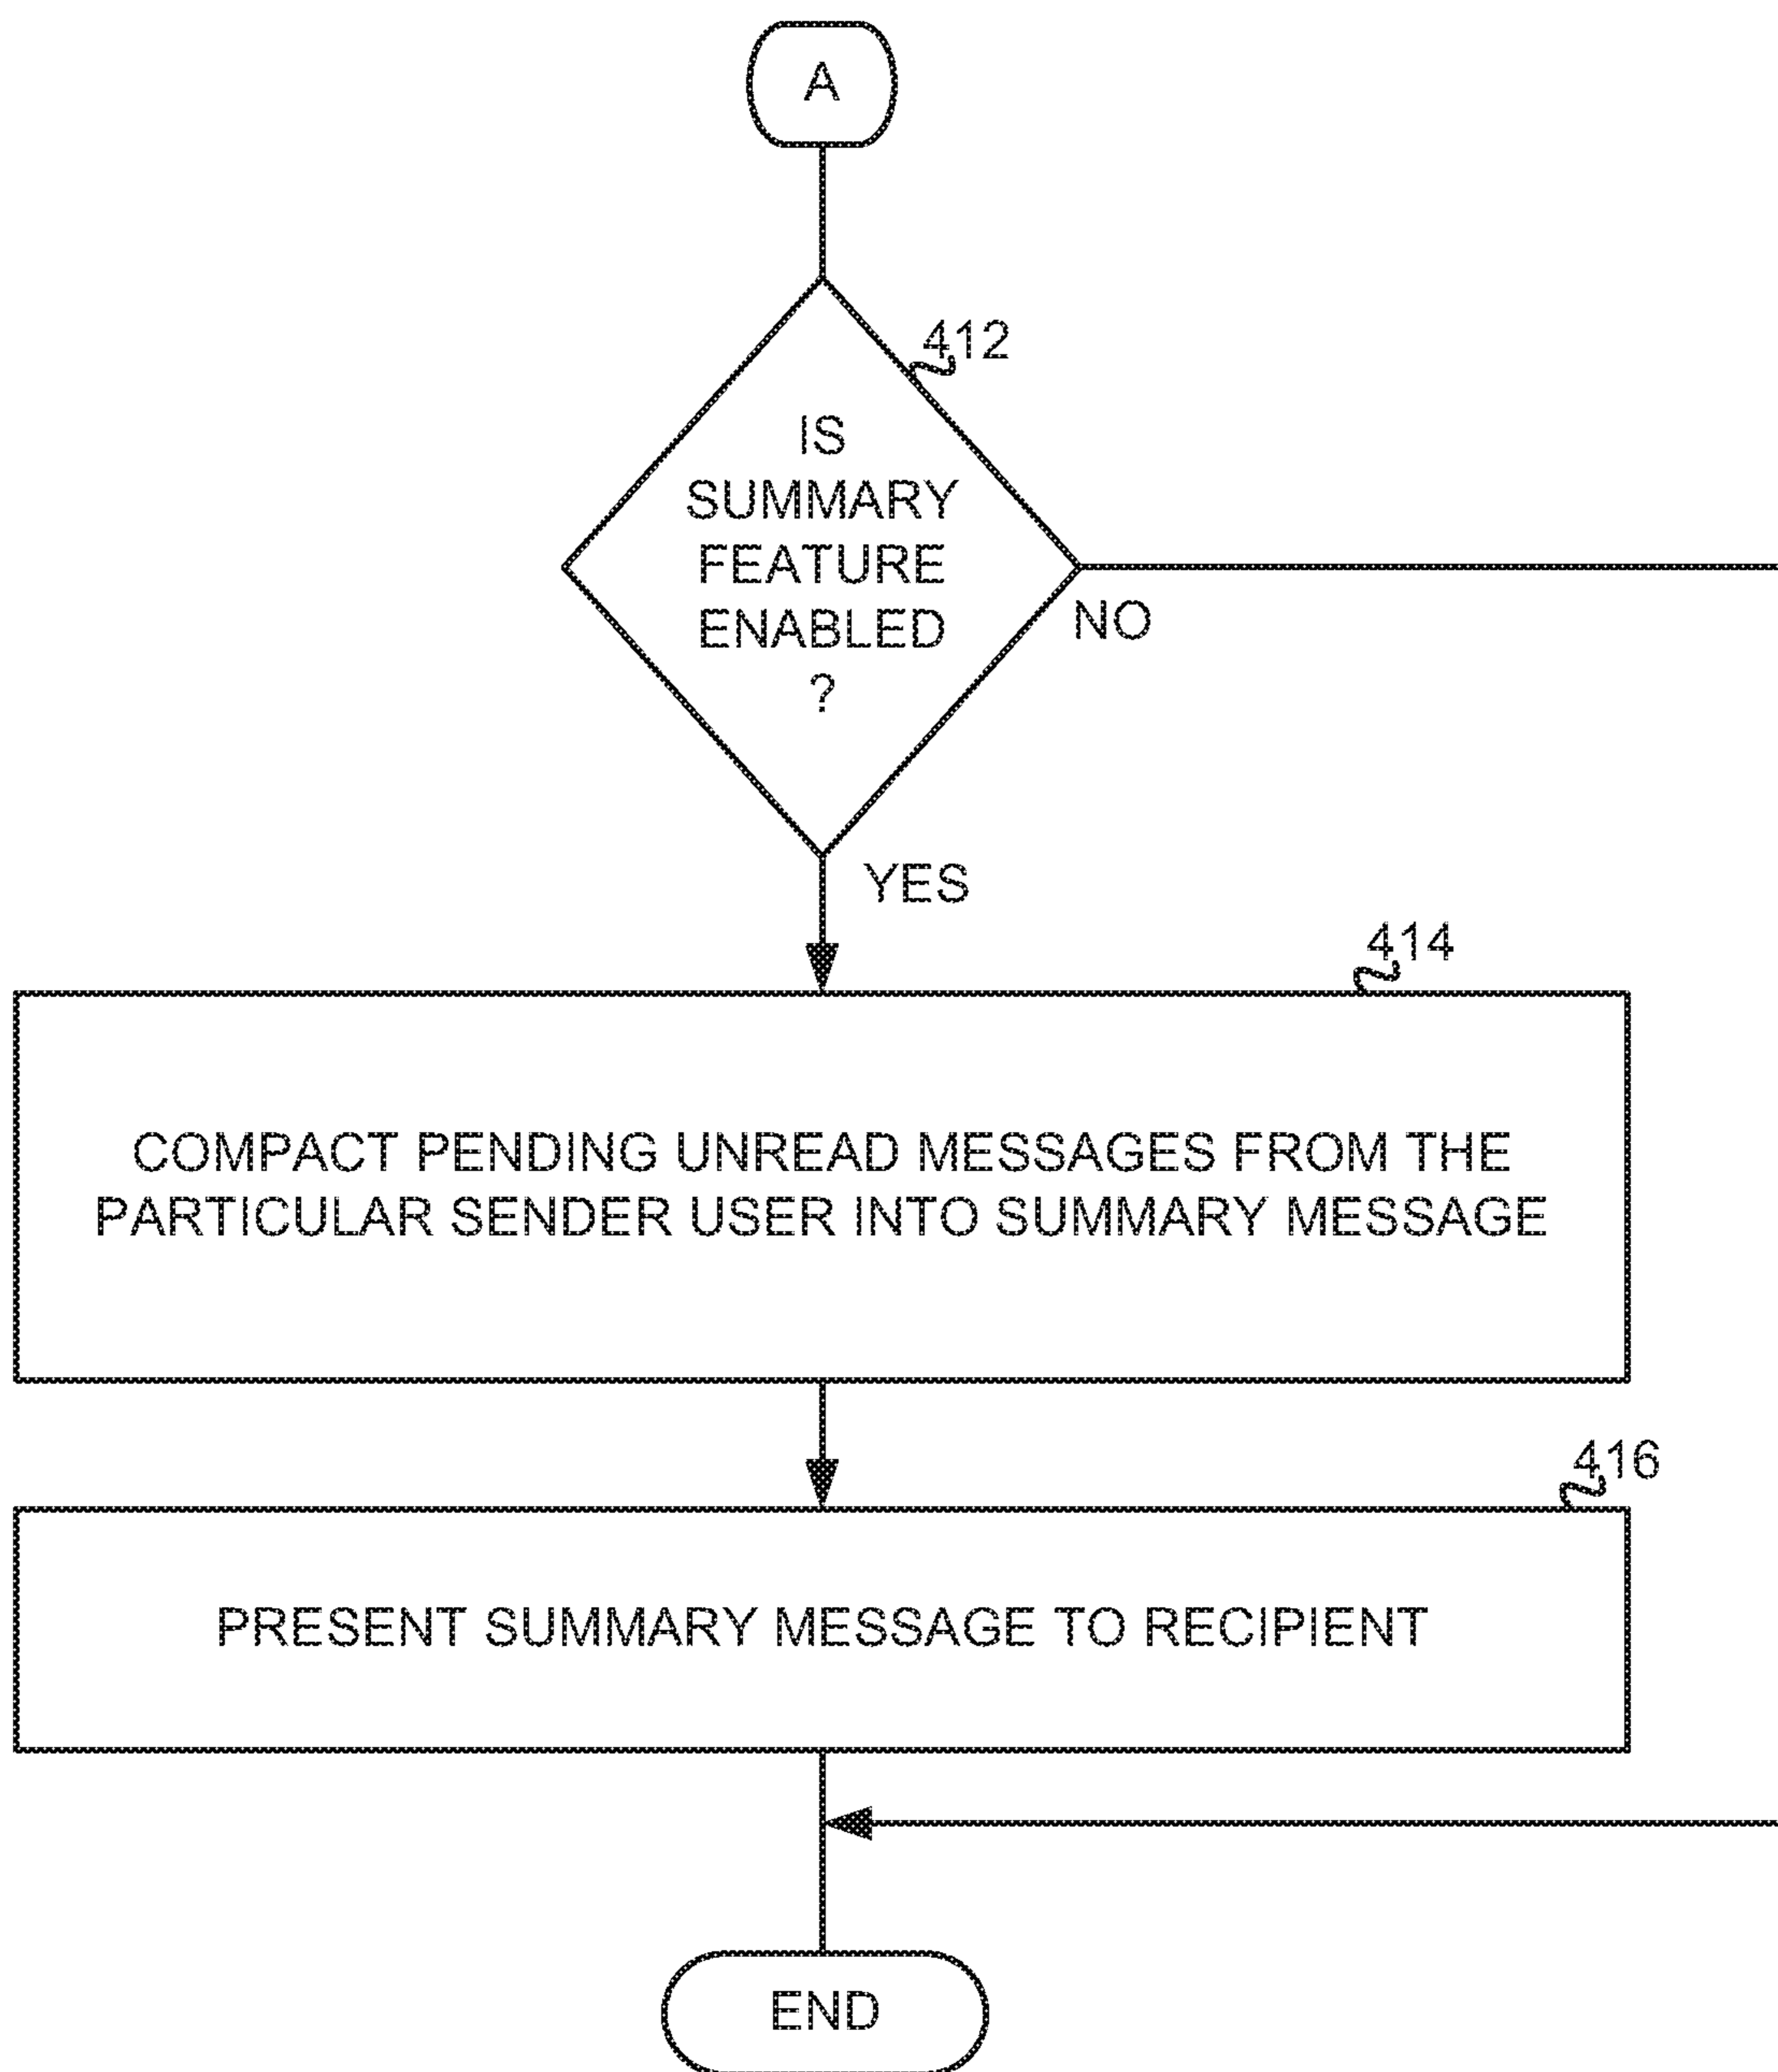 A
412
IS
SUMMARY
FEATURE
ENABLED
?
NO
YES
414
COMPACT PENDING UNREAD MESSAGES FROM THE
PARTICULAR SENDER USER INTO SUMMARY MESSAGE
416
PRESENT SUMMARY MESSAGE TO RECIPIENT
END